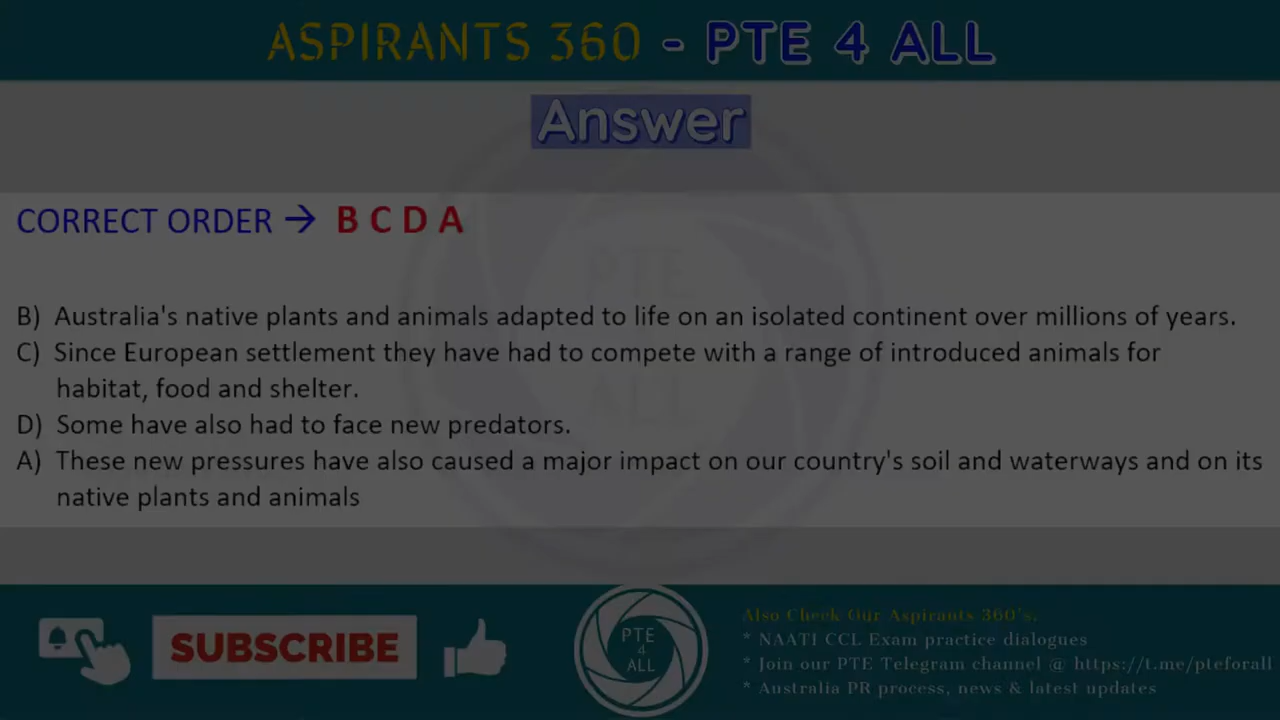 ASPIRANTS 360 - PTE 4 ALL
Answer
CORRECT ORDER → B C D A
B) Australia's native plants and animals adapted to life on an isolated continent over millions of years.
C) Since European settlement they have had to compete with a range of introduced animals for
habitat, food and shelter.
D) Some have also had to face new predators.
A) These new pressures have also caused a major impact on our country's soil and waterways and on its
native plants and animals
PTE
4
ALL
SUBSCRIBE
PTE
4
ALL
Also Check Our Aspirants 360's.
* NAATI CCL Exam practice dialogues
* Join our PTE Telegram channel @ https://t.me/pteforall
* Australia PR process, news & latest updates